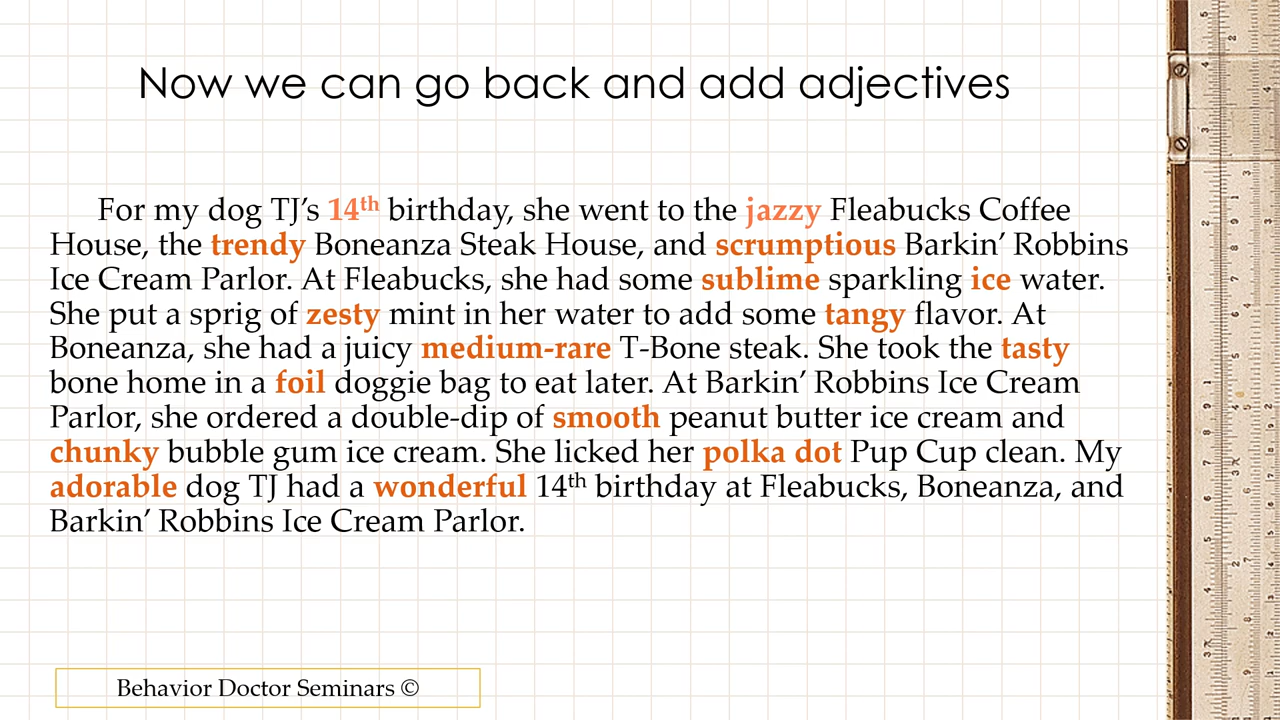 Now we can go back and add adjectives
For my dog TJ’s 14th birthday, she went to the jazzy Fleabucks Coffee
House, the trendy Boneanza Steak House, and scrumptious Barkin’ Robbins
Ice Cream Parlor. At Fleabucks, she had some sublime sparkling ice water.
She put a sprig of zesty mint in her water to add some tangy flavor. At
Boneanza, she had a juicy medium-rare T-Bone steak. She took the tasty
bone home in a foil doggie bag to eat later. At Barkin’ Robbins Ice Cream
Parlor, she ordered a double-dip of smooth peanut butter ice cream and
chunky bubble gum ice cream. She licked her polka dot Pup Cup clean. My
adorable dog TJ had a wonderful 14th birthday at Fleabucks, Boneanza, and
Barkin’ Robbins Ice Cream Parlor.
Behavior Doctor Seminars ©